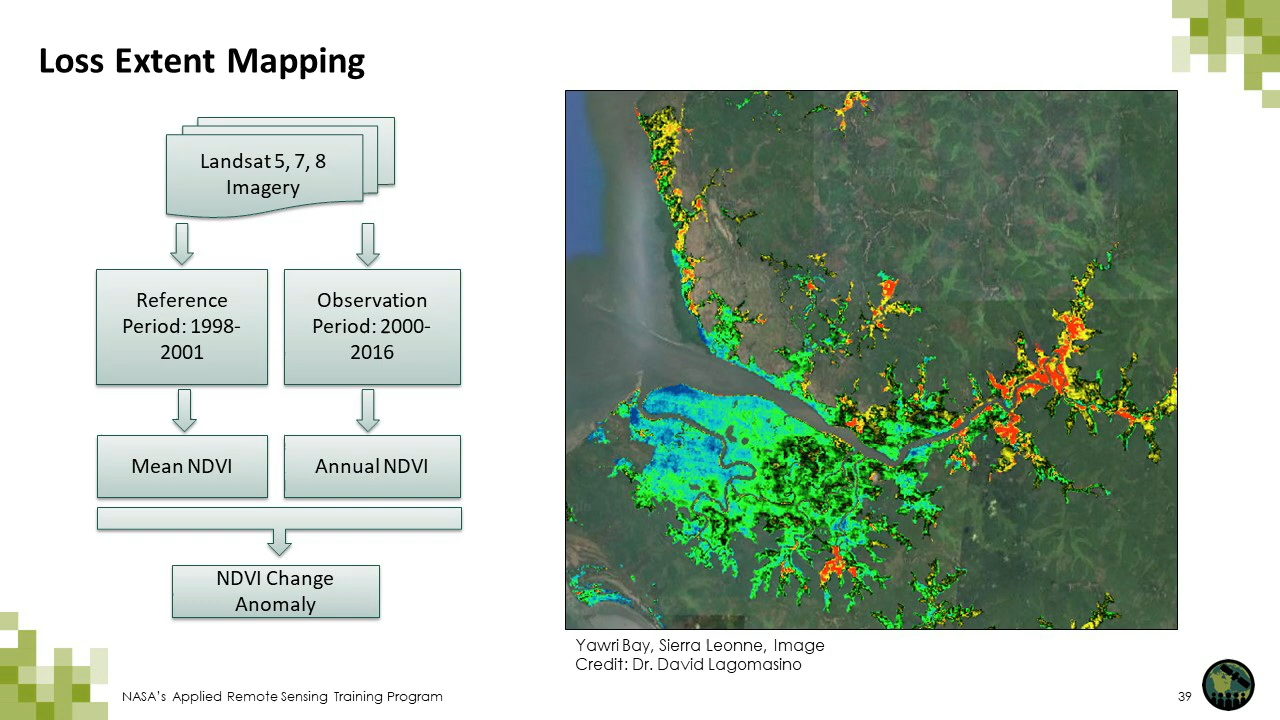 Loss Extent Mapping
Landsat 5, 7, 8
Imagery
Reference
Period: 1998-
2001
Observation
Period: 2000-
2016
Mean NDVI
Annual NDVI
NDVI Change
Anomaly
Yawri Bay, Sierra Leonne, Image
Credit: Dr. David Lagomasino
NASA's Applied Remote Sensing Training Program
39